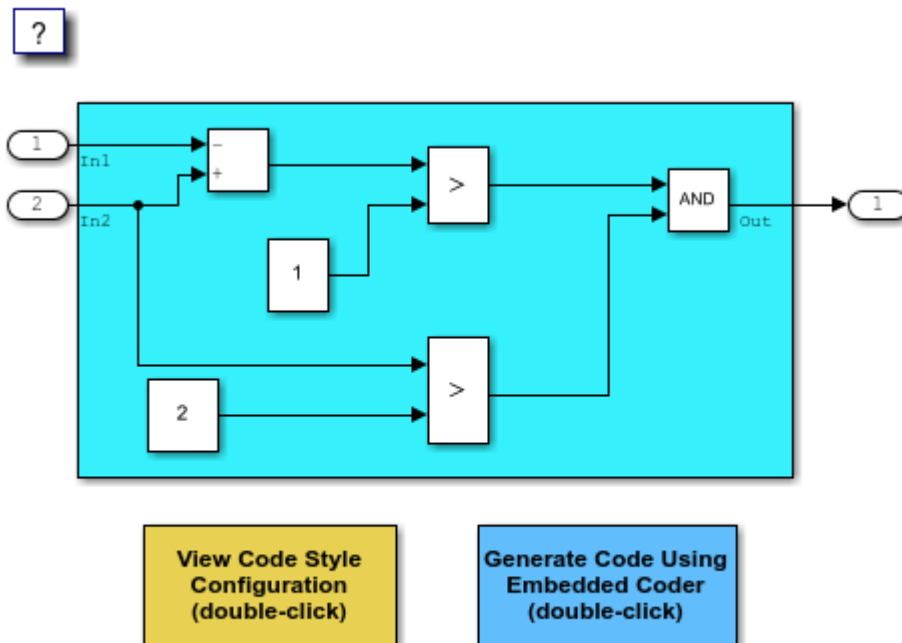 ?
1
In1
−
+
>
AND
2
In2
Out
1
1
>
2
View Code Style
Configuration
(double-click)
Generate Code Using
Embedded Coder
(double-click)